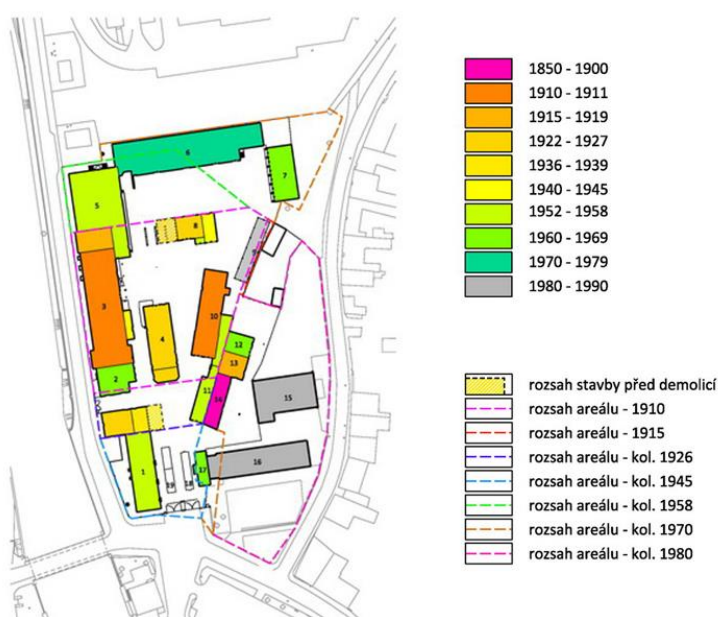 6
7
5
8
9
3
10
4
12
13
2
11
14
15
1
17
16
19
18
1850 - 1900
1910 - 1911
1915 - 1919
1922 - 1927
1936 - 1939
1940 - 1945
1952 - 1958
1960 - 1969
1970 - 1979
1980 - 1990
rozsah stavby před demolicí
rozsah areálu - 1910
rozsah areálu - 1915
rozsah areálu - kol. 1926
rozsah areálu - kol. 1945
rozsah areálu - kol. 1958
rozsah areálu - kol. 1970
rozsah areálu - kol. 1980